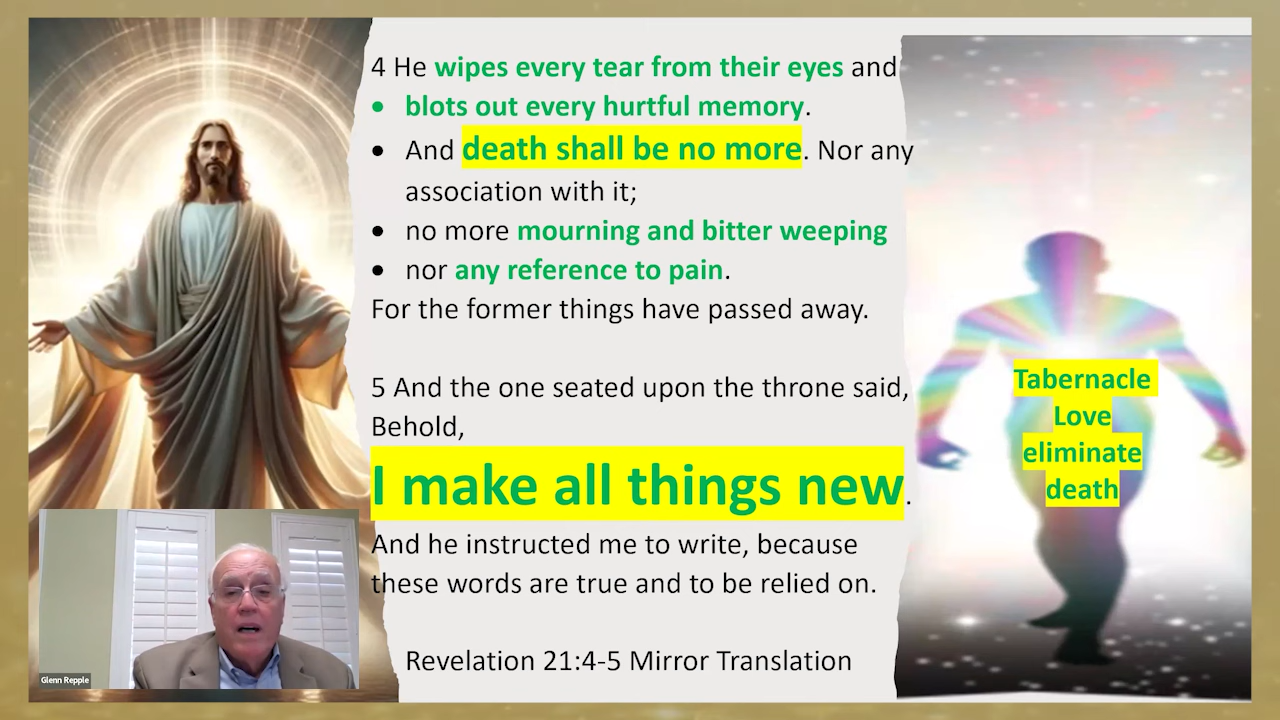 4 He wipes every tear from their eyes and
• blots out every hurtful memory.
• And death shall be no more. Nor any
association with it;
• no more mourning and bitter weeping
• nor any reference to pain.
For the former things have passed away.
5 And the one seated upon the throne said,
Behold,
I make all things new.
And he instructed me to write, because
these words are true and to be relied on.
Revelation 21:4-5 Mirror Translation
Tabernacle
Love
eliminate
death
Glenn Repple